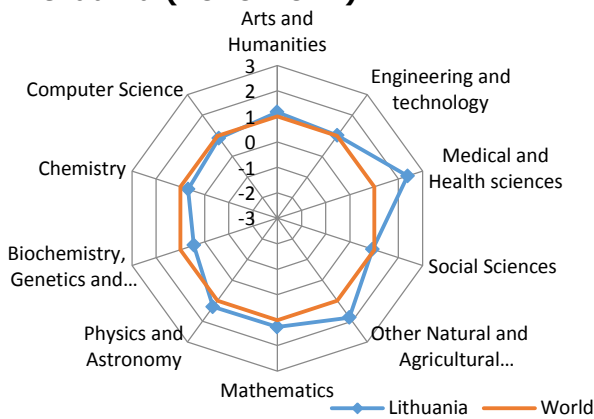 Arts and
Humanities
Engineering and
technology
Medical and
Health sciences
Social Sciences
Other Natural and
Agricultural...
Mathematics
Physics and
Astronomy
Biochemistry,
Genetics and...
Chemistry
Computer Science
3
2
1
0
-1
-2
-3
Lithuania
World